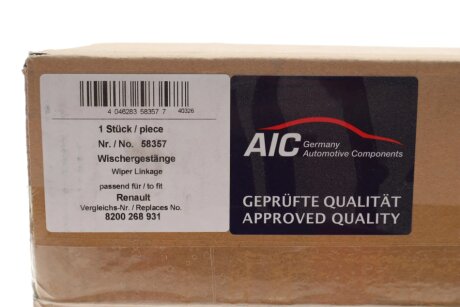 4 046283 58357 7
40326
1 Stück / piece
Nr. / No. 58357
Wischergestänge
Wiper Linkage
passend für / to fit
Renault
Vergleichs-Nr. / Replaces No.
8200 268 931
AIC Germany
Automotive Components
GEPRÜFTE QUALITÄT
APPROVED QUALITY